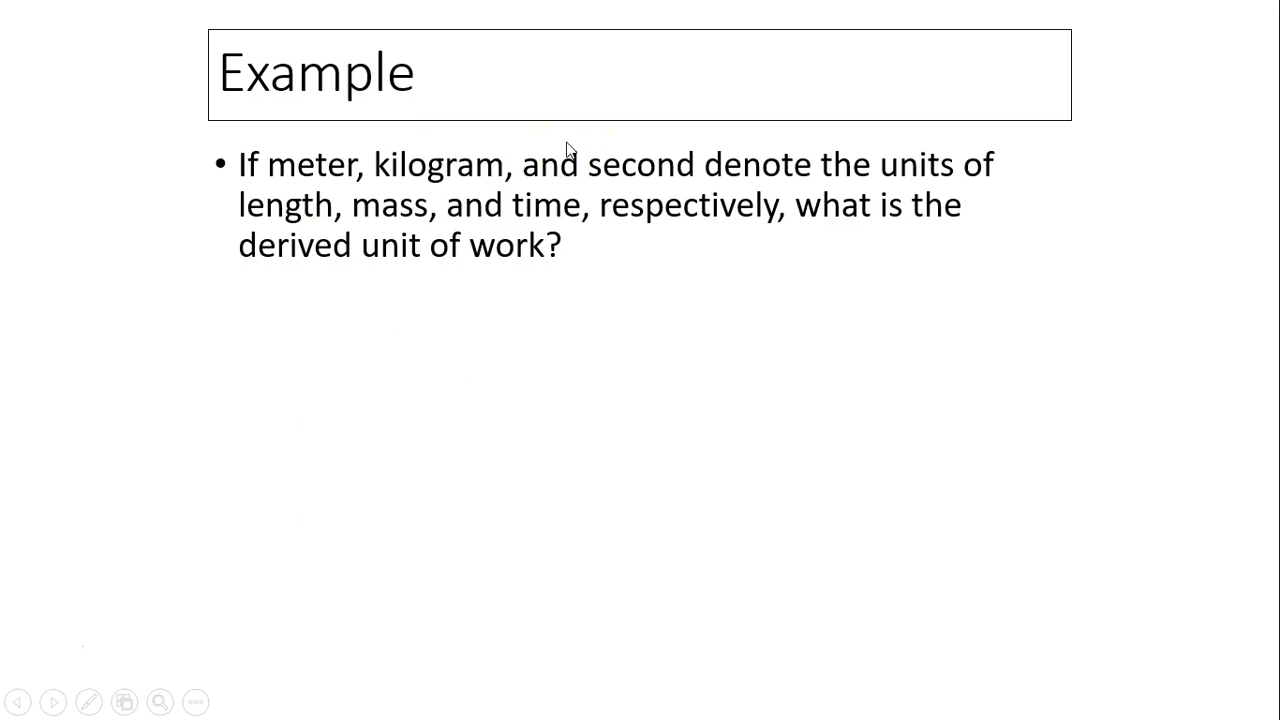 Example
• If meter, kilogram, and second denote the units of
length, mass, and time, respectively, what is the
derived unit of work?